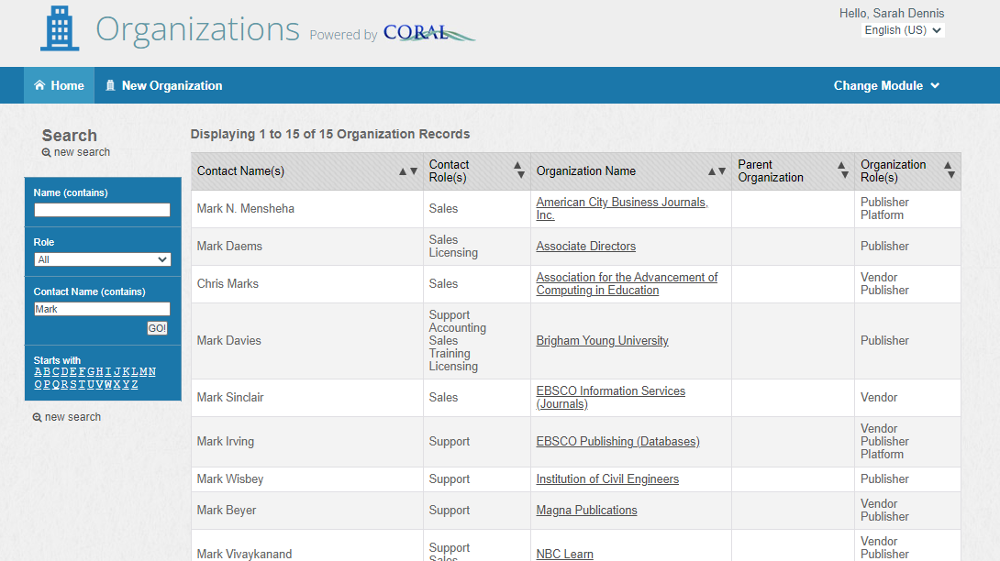 Organizations Powered by CORAL
Hello, Sarah Dennis
English (US)
Home
New Organization
Change Module
Search
new search
Name (contains)
Role
All
Contact Name (contains)
Mark
GO!
Starts with
A B C D E F G H I J K L M N
O P Q R S T U V W X Y Z
new search
Displaying 1 to 15 of 15 Organization Records
Contact Name(s)
Contact
Role(s)
Organization Name
Parent
Organization
Organization
Role(s)
Mark N. Mensheha
Sales
American City Business Journals,
Inc.
Publisher
Platform
Mark Daems
Sales
Licensing
Associate Directors
Publisher
Chris Marks
Sales
Association for the Advancement of
Computing in Education
Vendor
Publisher
Mark Davies
Support
Accounting
Sales
Training
Licensing
Brigham Young University
Publisher
Mark Sinclair
Sales
EBSCO Information Services
(Journals)
Vendor
Mark Irving
Support
EBSCO Publishing (Databases)
Vendor
Publisher
Platform
Mark Wisbey
Support
Institution of Civil Engineers
Publisher
Mark Beyer
Support
Magna Publications
Vendor
Publisher
Mark Vivaykanand
Support
Sales
NBC Learn
Vendor
Publisher